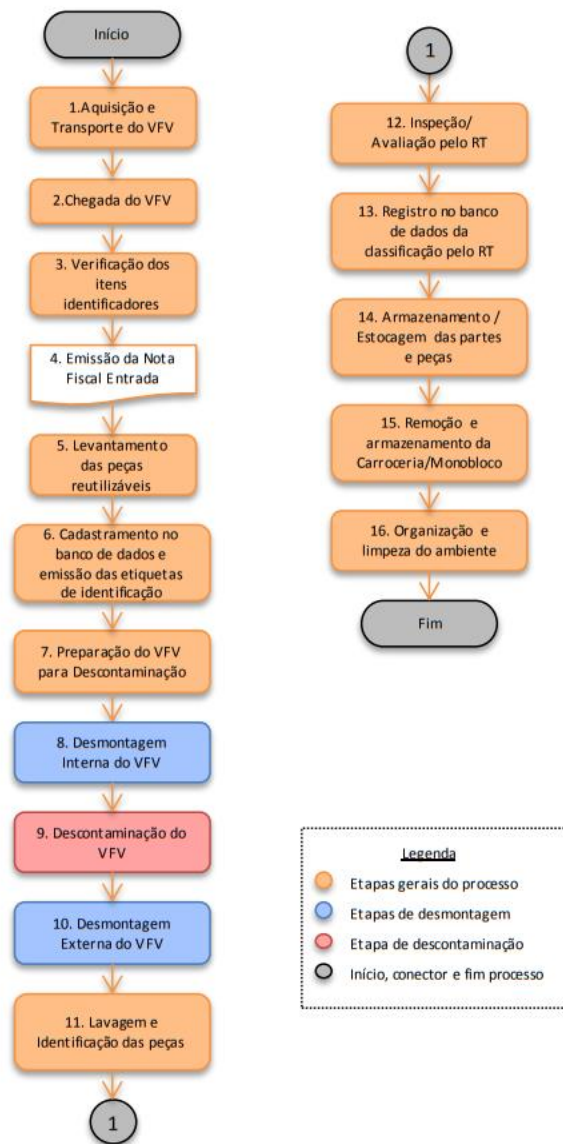 Início
1.Aquisição e
Transporte do VFV
2.Chegada do VFV
3. Verificação dos
itens
identificadores
4. Emissão da Nota
Fiscal Entrada
5. Levantamento
das peças
reutilizáveis
6. Cadastramento no
banco de dados e
emissão das etiquetas
de identificação
7. Preparação do VFV
para Descontaminação
8. Desmontagem
Interna do VFV
9. Descontaminação do
VFV
10. Desmontagem
Externa do VFV
11. Lavagem e
Identificação das peças
1
1
12. Inspeção/
Avaliação pelo RT
13. Registro no banco
de dados da
classificação pelo RT
14. Armazenamento /
Estocagem das partes
e peças
15. Remoção e
armazenamento da
Carroceria/Monobloco
16. Organização e
limpeza do ambiente
Fim
Legenda
Etapas gerais do processo
Etapas de desmontagem
Etapa de descontaminação
Início, conector e fim processo